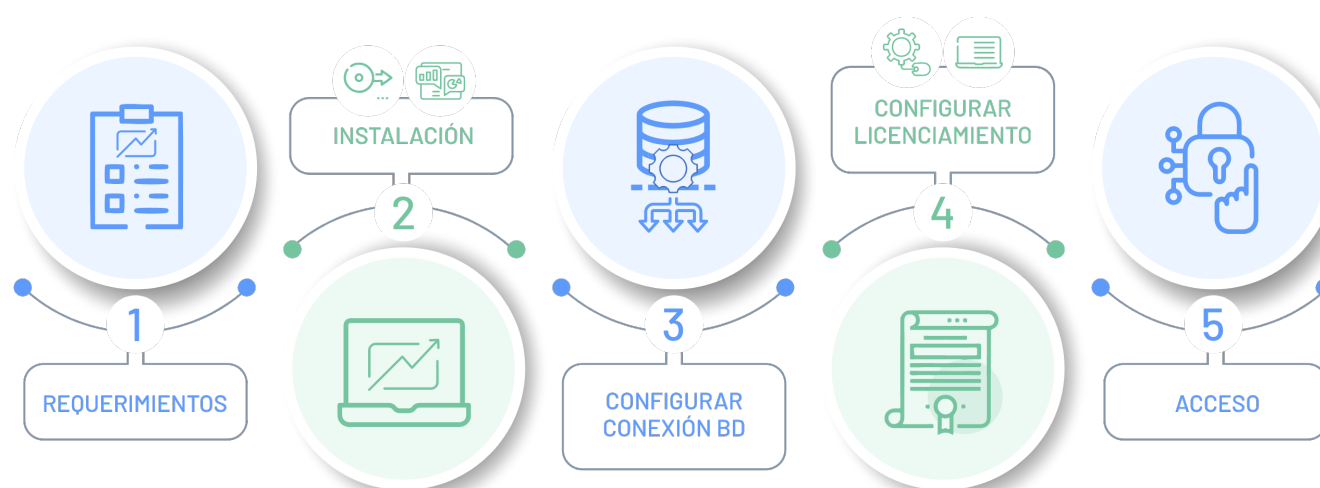 1
REQUERIMIENTOS
INSTALACIÓN
2
3
CONFIGURAR
CONEXIÓN BD
CONFIGURAR
LICENCIAMIENTO
4
5
ACCESO